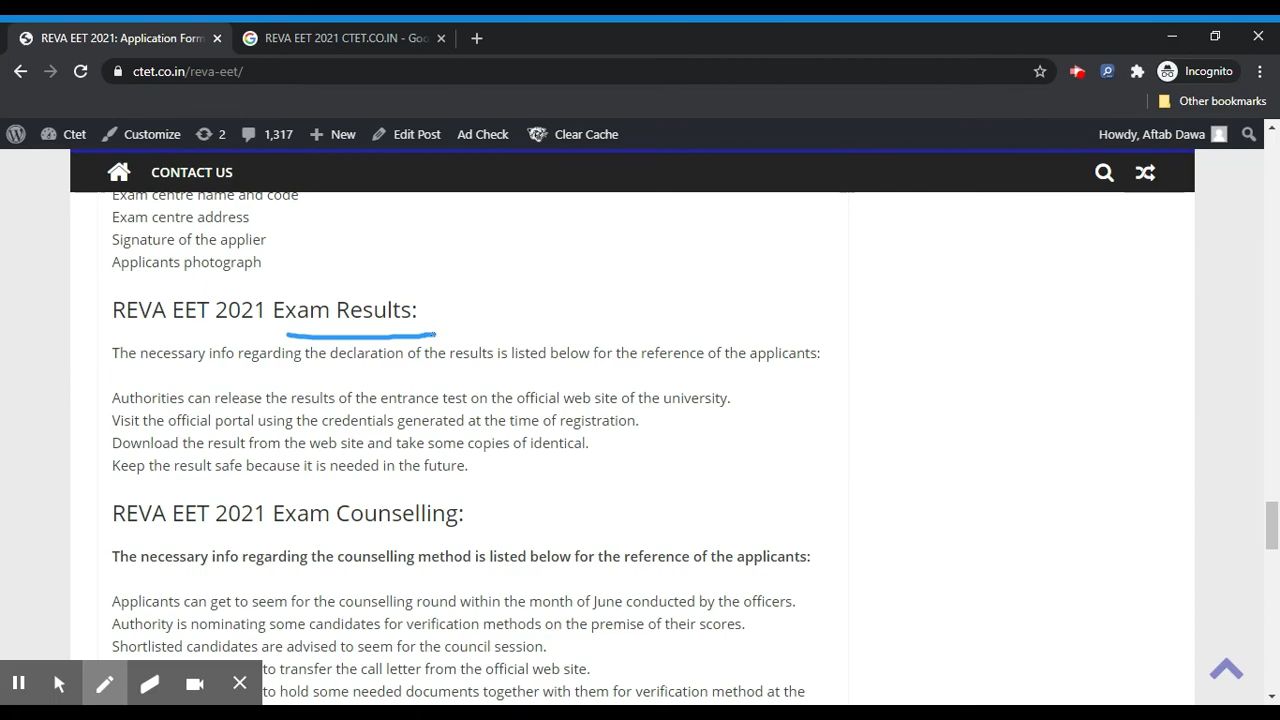 REVA EET 2021: Application Form
REVA EET 2021 CTET.CO.IN - Goo
ctet.co.in/reva-eet/
Incognito
Other bookmarks
Ctet
Customize
2
1,317
New
Edit Post
Ad Check
Clear Cache
Howdy, Aftab Dawa
CONTACT US
Exam centre name and code
Exam centre address
Signature of the applier
Applicants photograph
REVA EET 2021 Exam Results:
The necessary info regarding the declaration of the results is listed below for the reference of the applicants:
Authorities can release the results of the entrance test on the official web site of the university.
Visit the official portal using the credentials generated at the time of registration.
Download the result from the web site and take some copies of identical.
Keep the result safe because it is needed in the future.
REVA EET 2021 Exam Counselling:
The necessary info regarding the counselling method is listed below for the reference of the applicants:
Applicants can get to seem for the counselling round within the month of June conducted by the officers.
Authority is nominating some candidates for verification methods on the premise of their scores.
Shortlisted candidates are advised to seem for the council session.
to transfer the call letter from the official web site.
to hold some needed documents together with them for verification method at the